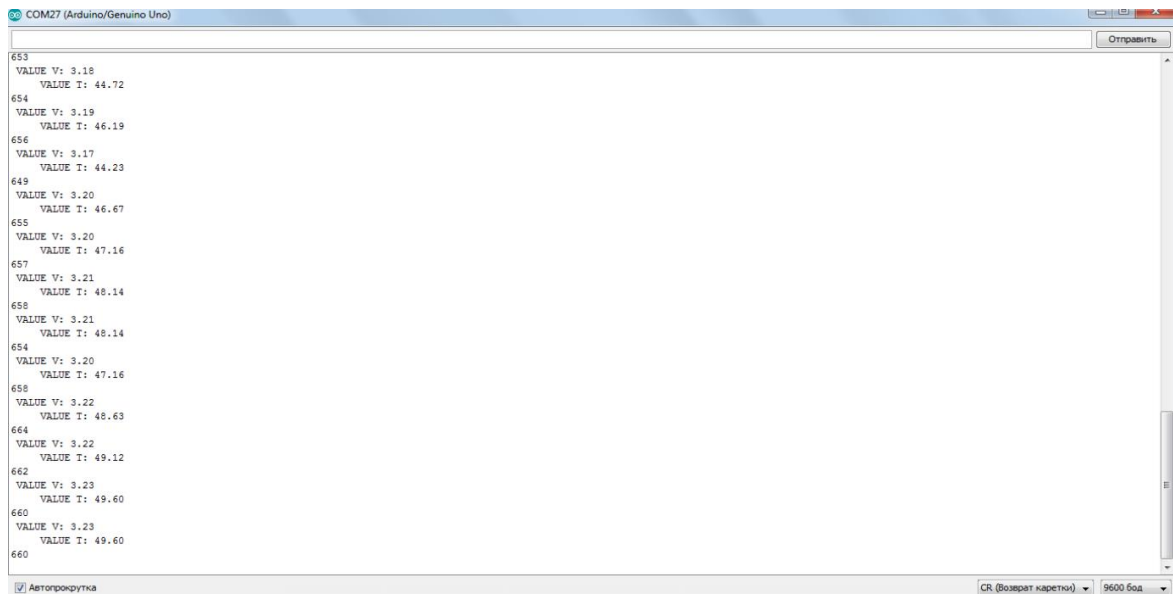 COM27 (Arduino/Genuino Uno)
Отправить
653
VALUE V: 3.18
VALUE T: 44.72
654
VALUE V: 3.19
VALUE T: 46.19
656
VALUE V: 3.17
VALUE T: 44.23
649
VALUE V: 3.20
VALUE T: 46.67
655
VALUE V: 3.20
VALUE T: 47.16
657
VALUE V: 3.21
VALUE T: 48.14
658
VALUE V: 3.21
VALUE T: 48.14
654
VALUE V: 3.20
VALUE T: 47.16
658
VALUE V: 3.22
VALUE T: 48.63
664
VALUE V: 3.22
VALUE T: 49.12
662
VALUE V: 3.23
VALUE T: 49.60
660
VALUE V: 3.23
VALUE T: 49.60
660
Автопрокрутка
CR (Возврат каретки)
9600 бод